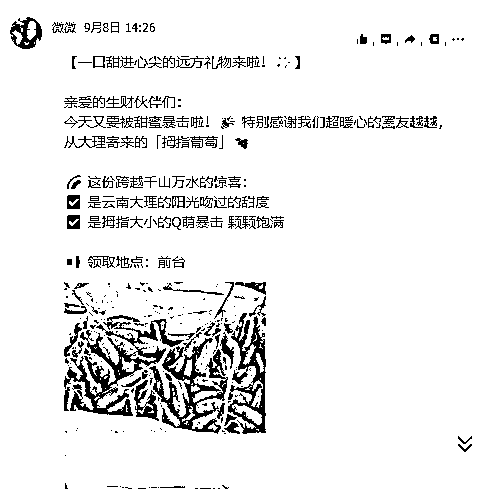 微微 9月8日 14:26
【一口甜进心尖的远方礼物来啦！】
亲爱的生财伙伴们：
今天又要被甜蜜暴击啦！ 特别感谢我们超暖心的圈友越越，
从大理寄来的「拇指葡萄」
这份跨越千山万水的惊喜：
是云南大理的阳光吻过的甜度
是拇指大小的Q萌暴击 颗颗饱满
领取地点：前台